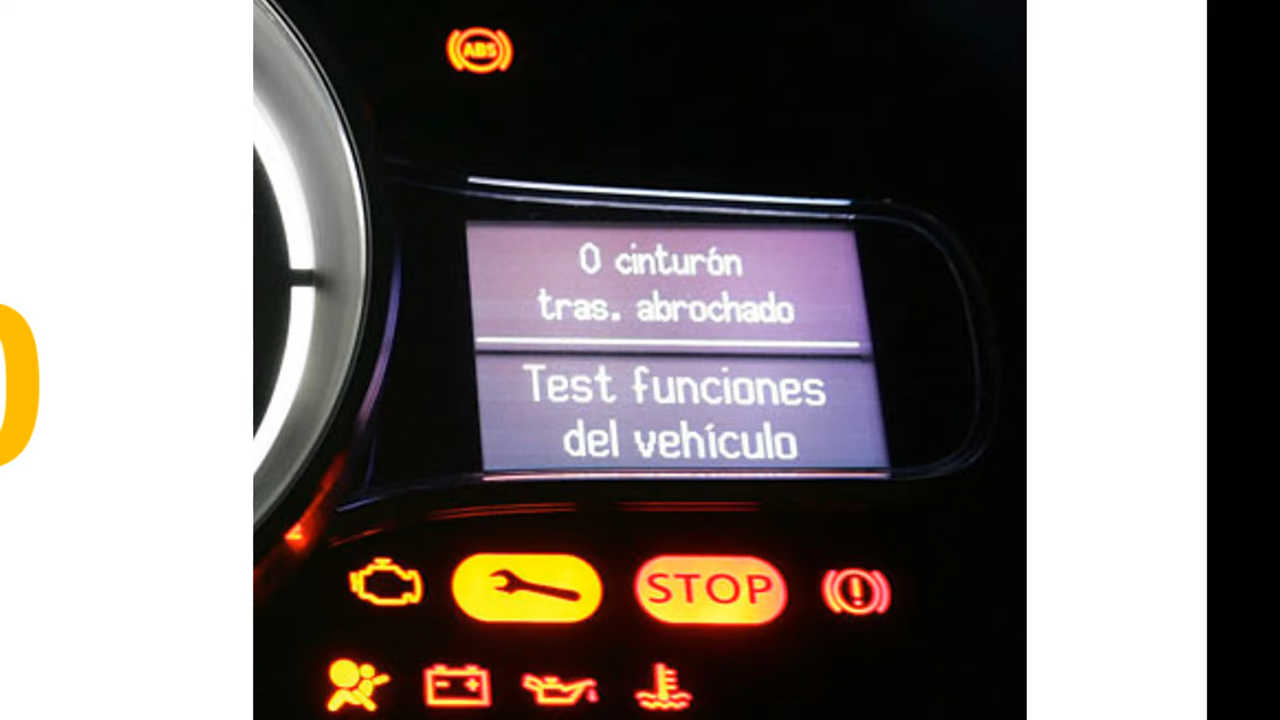 ABS
0 cinturón
tras. abrochado
Test funciones
del vehículo
STOP